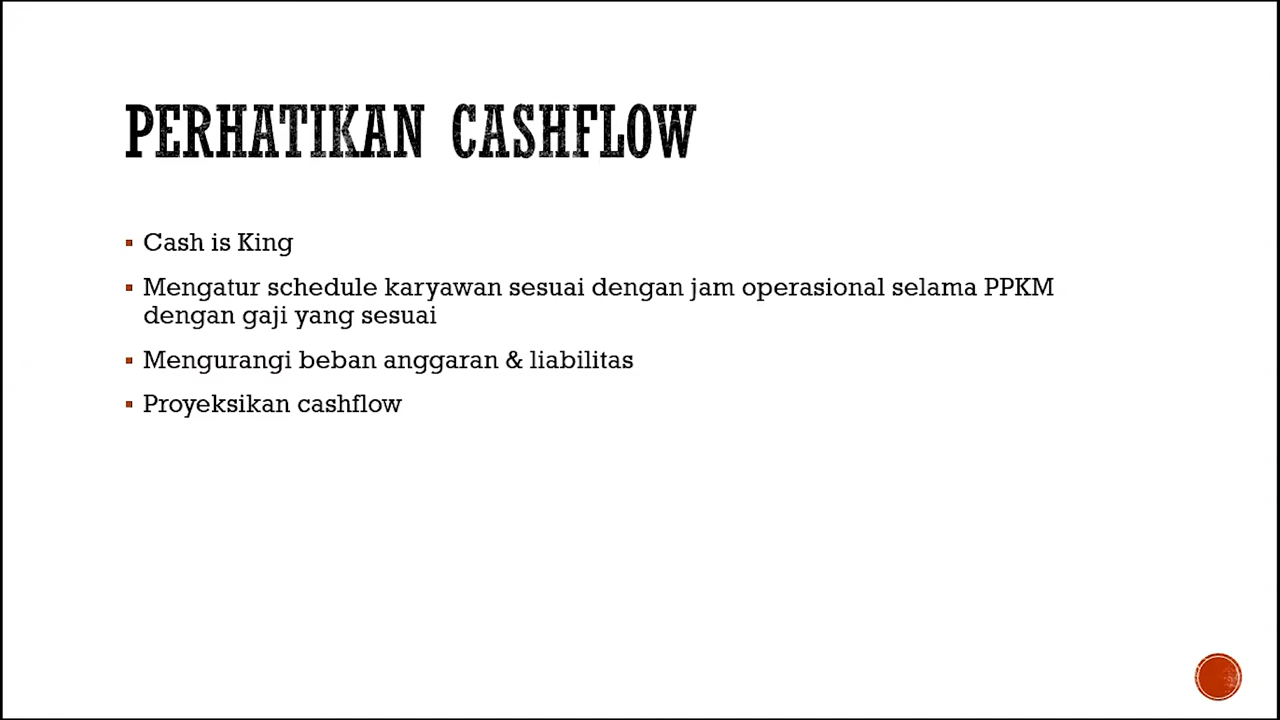 PERHATIKAN CASHFLOW
Cash is King
Mengatur schedule karyawan sesuai dengan jam operasional selama PPKM
dengan gaji yang sesuai
Mengurangi beban anggaran & liabilitas
Proyeksikan cashflow